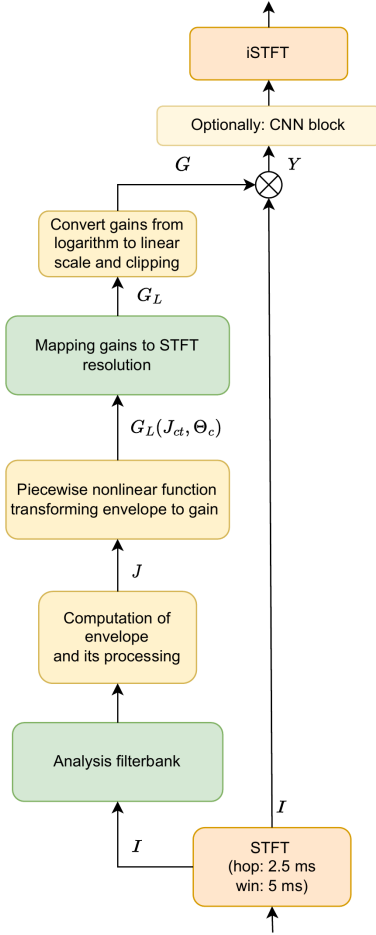 iSTFT
Optionally: CNN block
G
Y
Convert gains from
logarithm to linear
scale and clipping
G_L
Mapping gains to STFT
resolution
G_L(J_{ct}, Θ_c)
Piecewise nonlinear function
transforming envelope to gain
J
Computation of
envelope
and its processing
Analysis filterbank
I
I
STFT
(hop: 2.5 ms
win: 5 ms)